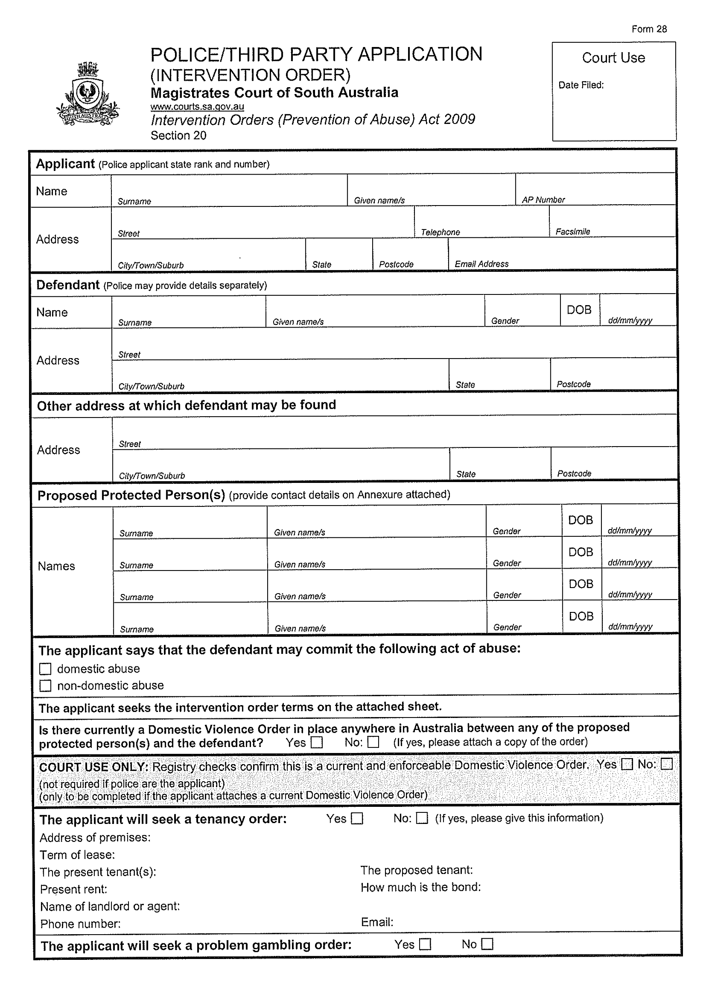 Form 28
POLICE/THIRD PARTY APPLICATION
(INTERVENTION ORDER)
Magistrates Court of South Australia
www.courts.sa.gov.au
Intervention Orders (Prevention of Abuse) Act 2009
Section 20
Court Use
Date Filed:
SOUTH AUSTRALIA
Applicant (Police applicant state rank and number)
Name
Surname Given name/s AP Number
Address
Street Telephone Facsimile
City/Town/Suburb State Postcode Email Address
Defendant (Police may provide details separately)
Name
Surname Given name/s Gender DOB dd/mm/yyyy
Address
Street
City/Town/Suburb State Postcode
Other address at which defendant may be found
Address
Street
City/Town/Suburb State Postcode
Proposed Protected Person(s) (provide contact details on Annexure attached)
Names
Surname Given name/s Gender DOB dd/mm/yyyy
Surname Given name/s Gender DOB dd/mm/yyyy
Surname Given name/s Gender DOB dd/mm/yyyy
Surname Given name/s Gender DOB dd/mm/yyyy
The applicant says that the defendant may commit the following act of abuse:
domestic abuse
non-domestic abuse
The applicant seeks the intervention order terms on the attached sheet.
Is there currently a Domestic Violence Order in place anywhere in Australia between any of the proposed
protected person(s) and the defendant? Yes No: (If yes, please attach a copy of the order)
COURT USE ONLY: Registry checks confirm this is a current and enforceable Domestic Violence Order. Yes No:
(not required if police are the applicant)
(only to be completed if the applicant attaches a current Domestic Violence Order)
The applicant will seek a tenancy order: Yes No: (If yes, please give this information)
Address of premises:
Term of lease:
The present tenant(s): The proposed tenant:
Present rent: How much is the bond:
Name of landlord or agent:
Phone number: Email:
The applicant will seek a problem gambling order: Yes No